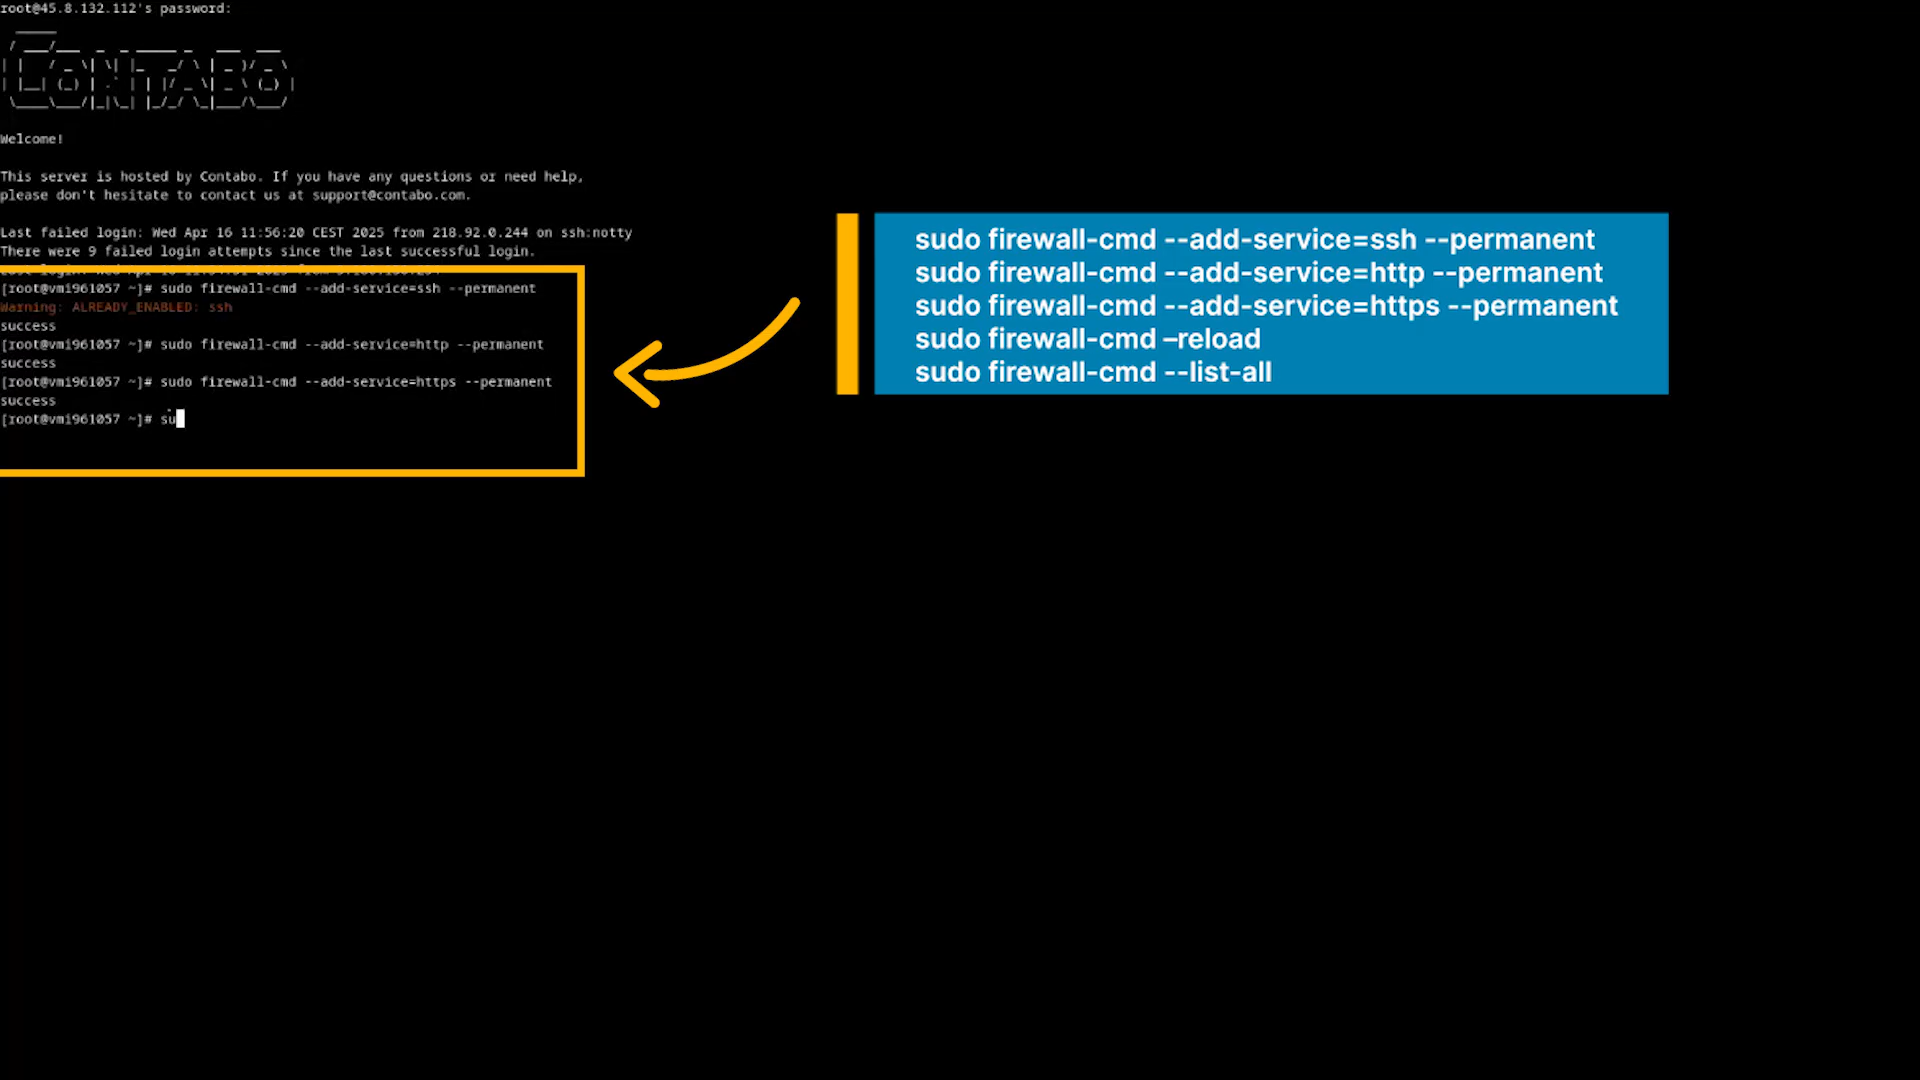 root@45.8.132.112's password:
CONTABO
Welcome!
This server is hosted by Contabo. If you have any questions or need help,
please don't hesitate to contact us at support@contabo.com.
Last failed login: Wed Apr 16 11:56:20 CEST 2025 from 218.92.0.244 on ssh:notty
There were 9 failed login attempts since the last successful login.
[root@vmi961057 ~]# sudo firewall-cmd --add-service=ssh --permanent
Warning: ALREADY_ENABLED: ssh
success
[root@vmi961057 ~]# sudo firewall-cmd --add-service=http --permanent
success
[root@vmi961057 ~]# sudo firewall-cmd --add-service=https --permanent
success
[root@vmi961057 ~]# su
sudo firewall-cmd --add-service=ssh --permanent
sudo firewall-cmd --add-service=http --permanent
sudo firewall-cmd --add-service=https --permanent
sudo firewall-cmd –reload
sudo firewall-cmd --list-all